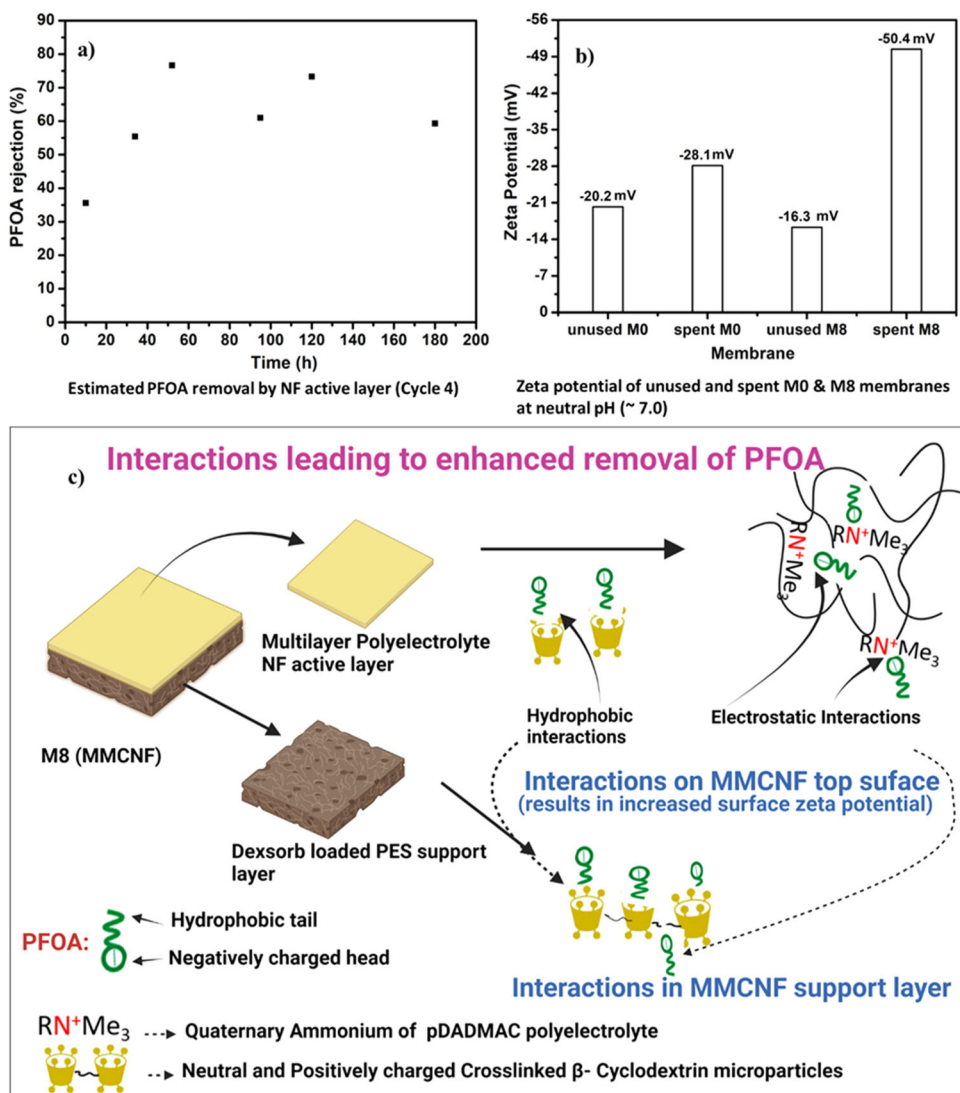 a)
PFOA rejection (%)
90
80
70
60
50
40
30
20
10
0
0 20 40 60 80 100 120 140 160 180 200
Time (h)
Estimated PFOA removal by NF active layer (Cycle 4)
b)
Zeta Potential (mV)
-56
-49
-42
-35
-28
-21
-14
-7
0
-20.2 mV
-28.1mV
-16.3 mV
-50.4 mV
unused M0 spent M0 unused M8 spent M8
Membrane
Zeta potential of unused and spent M0 & M8 membranes
at neutral pH (~ 7.0)
c)
Interactions leading to enhanced removal of PFOA
M8 (MMCNF)
Multilayer Polyelectrolyte
NF active layer
Dexsorb loaded PES support
layer
Hydrophobic
interactions
RN⁺Me₃
RN⁺Me₃
RN⁺Me₃
Electrostatic Interactions
Interactions on MMCNF top suface
(results in increased surface zeta potential)
Interactions in MMCNF support layer
PFOA:
Hydrophobic tail
Negatively charged head
RN⁺Me₃
Quaternary Ammonium of pDADMAC polyelectrolyte
Neutral and Positively charged Crosslinked β- Cyclodextrin microparticles